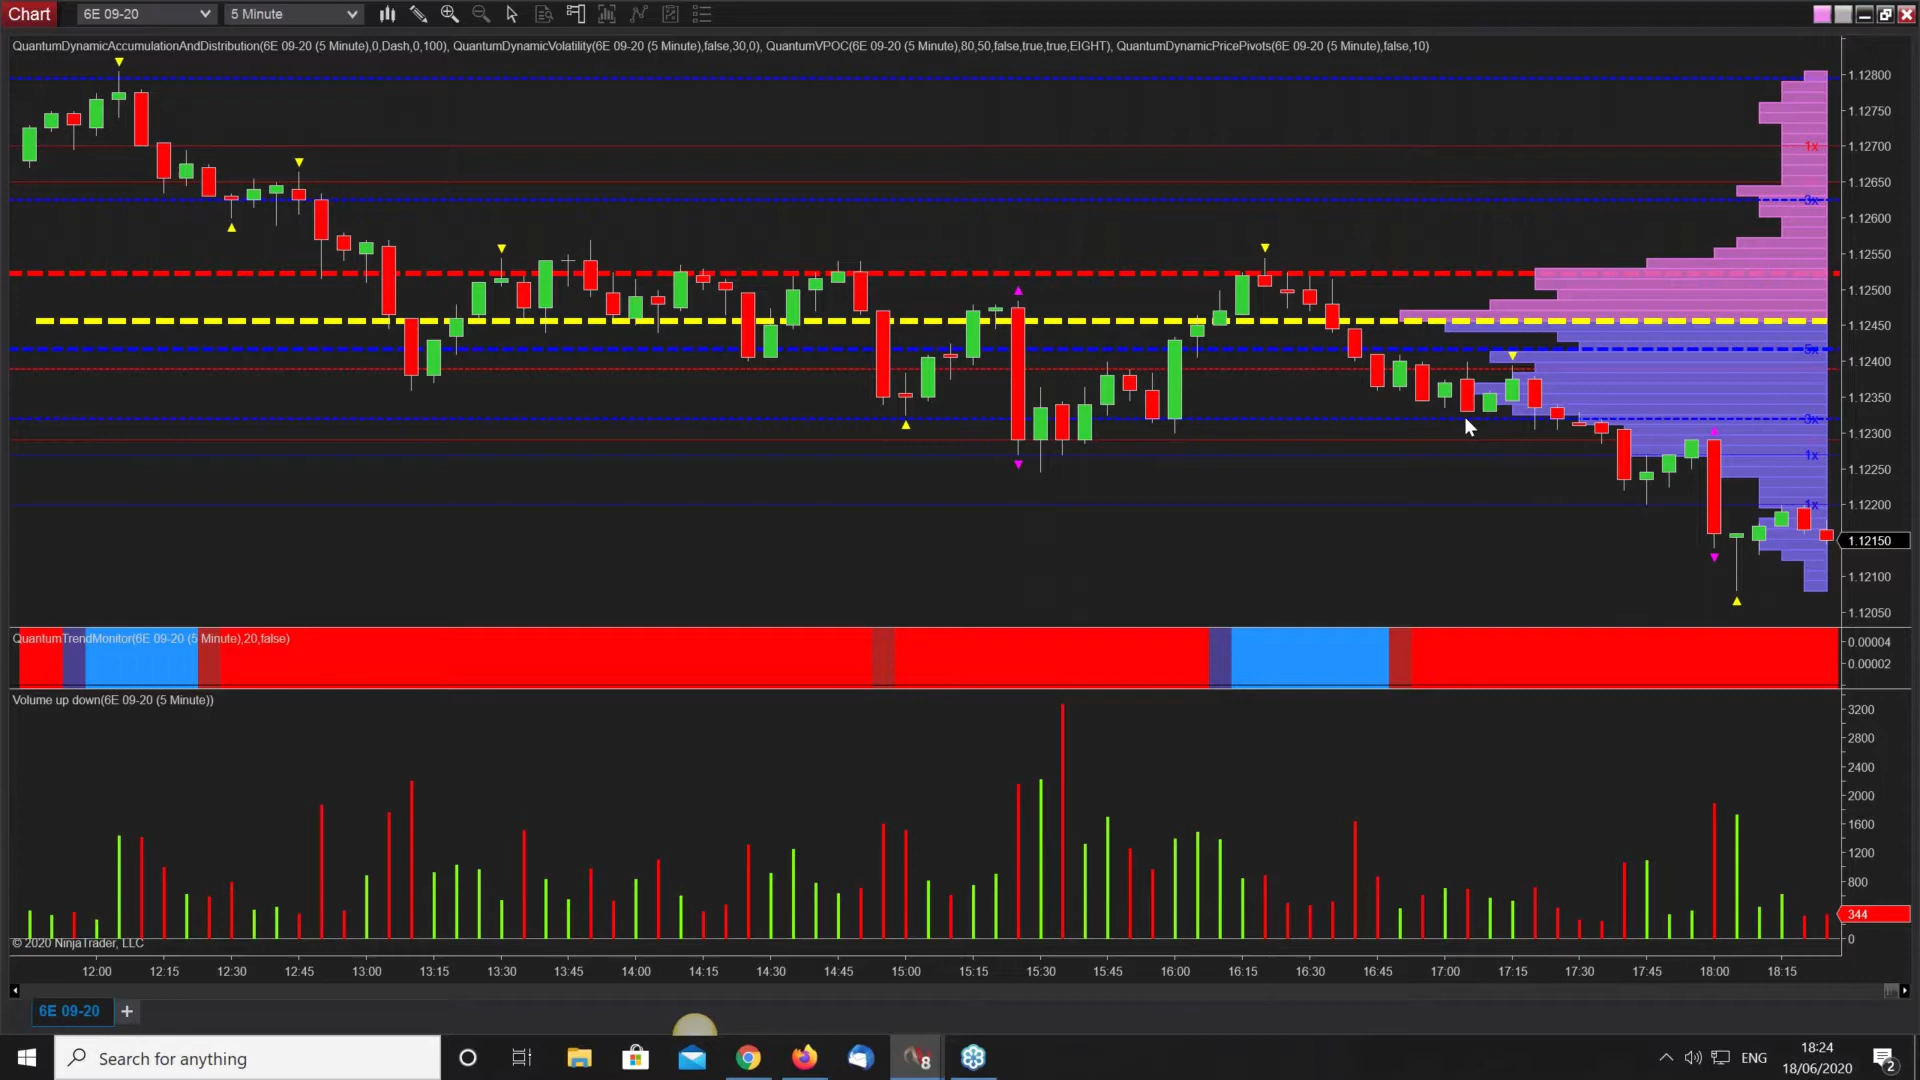 Chart 6E 09-20 5 Minute
QuantumDynamicAccumulationAndDistribution(6E 09-20 (5 Minute),0,Dash,0,100), QuantumDynamicVolatility(6E 09-20 (5 Minute),false,30,0), QuantumVPOC(6E 09-20 (5 Minute),80,50,false,true,true,EIGHT), QuantumDynamicPricePivots(6E 09-20 (5 Minute),false,10)
1.12800
1.12750
1x 1.12700
1.12650
3x
1.12600
1.12550
1.12500
1.12450
5x
1.12400
1.12350
3x
1.12300
1x
1.12250
1x 1.12200
1.12150
1.12100
1.12050
QuantumTrendMonitor(6E 09-20 (5 Minute),20,false)
0.00004
0.00002
Volume up down(6E 09-20 (5 Minute))
3200
2800
2400
2000
1600
1200
800
344
0
© 2020 NinjaTrader, LLC
12:00 12:15 12:30 12:45 13:00 13:15 13:30 13:45 14:00 14:15 14:30 14:45 15:00 15:15 15:30 15:45 16:00 16:15 16:30 16:45 17:00 17:15 17:30 17:45 18:00 18:15
6E 09-20 +
Search for anything
8
ENG
18:24
18/06/2020
2